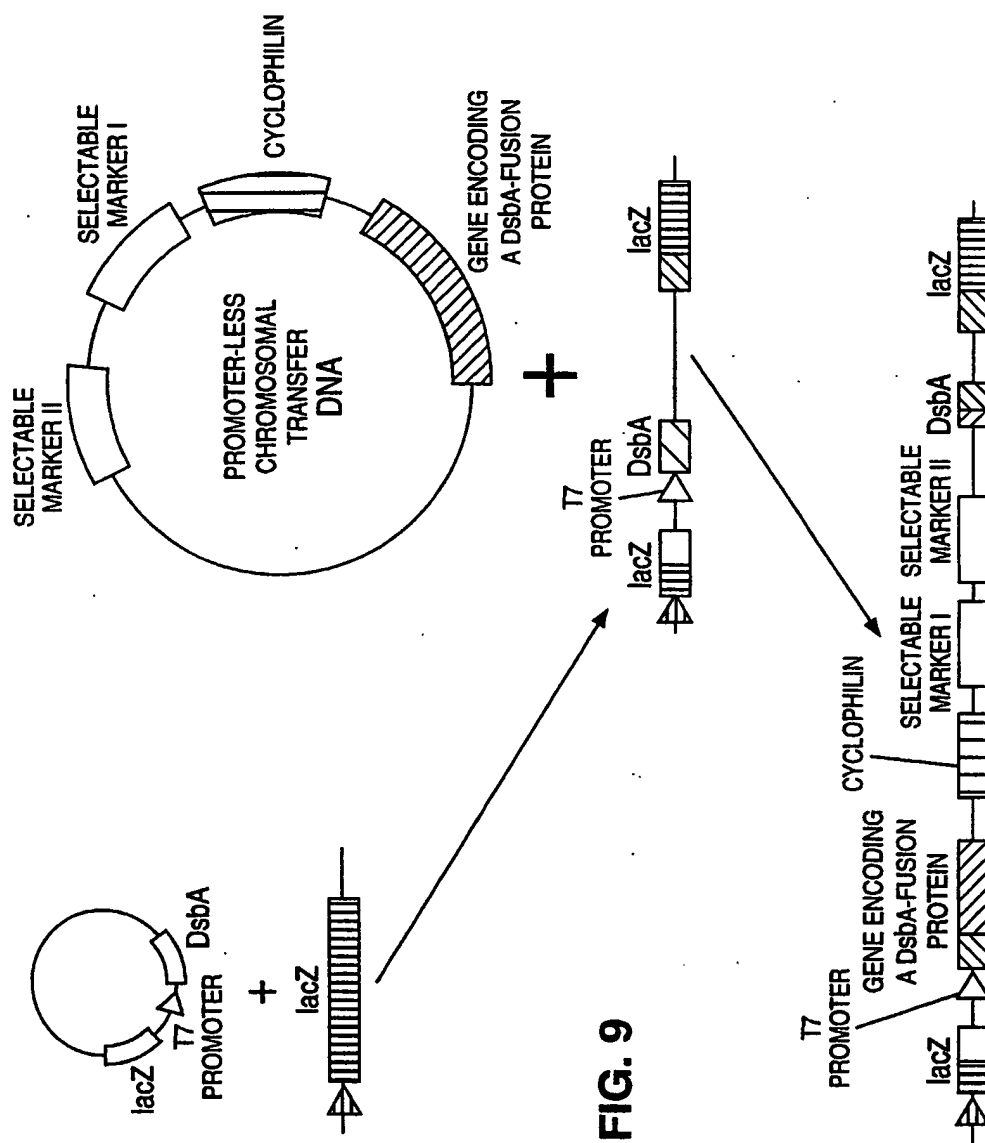 lacZ
T7
PROMOTER
DsbA
+
lacZ
SELECTABLE
MARKER II
SELECTABLE
MARKER I
CYCLOPHILIN
GENE ENCODING
A DsbA-FUSION
PROTEIN
PROMOTER-LESS
CHROMOSOMAL
TRANSFER
DNA
+
lacZ
T7
PROMOTER
DsbA
lacZ
lacZ
T7
PROMOTER
GENE ENCODING
A DsbA-FUSION
PROTEIN
CYCLOPHILIN
SELECTABLE
MARKER I
SELECTABLE
MARKER II
DsbA
lacZ
FIG. 9